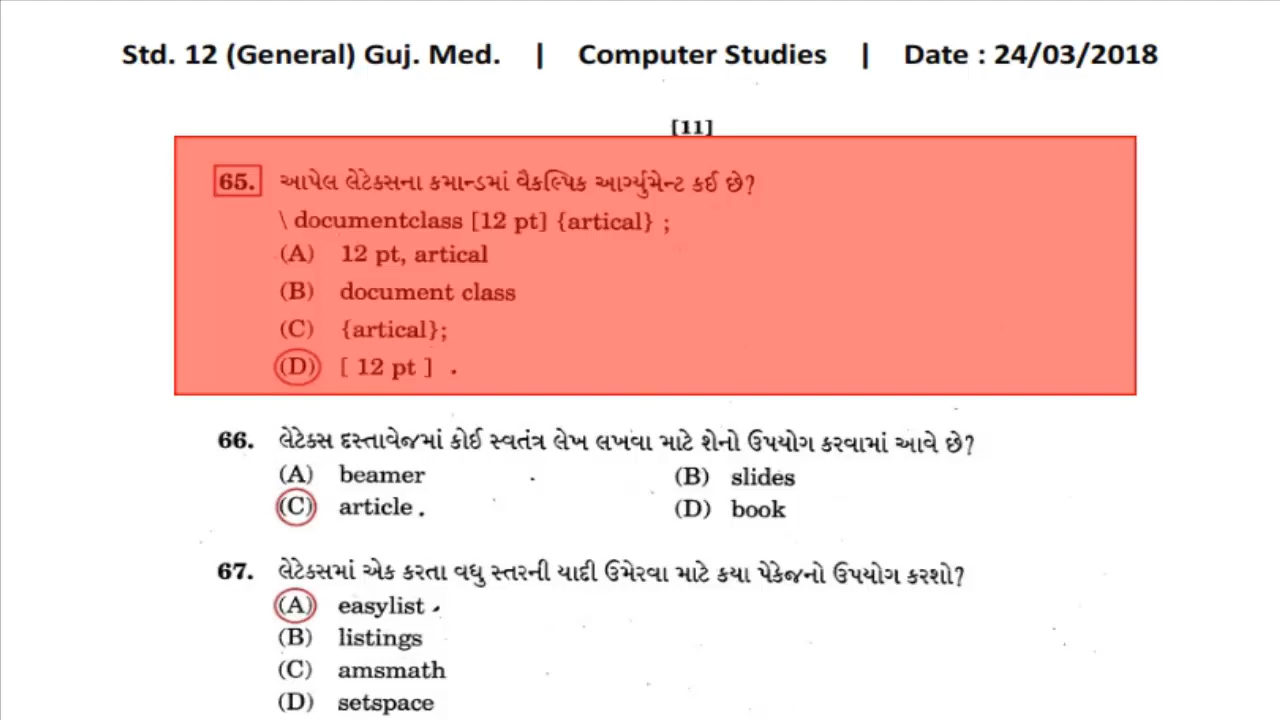 Std. 12 (General) Guj. Med. | Computer Studies | Date : 24/03/2018
[11]
65. આપેલ લેટેક્સના કમાન્ડમાં વૈકલ્પિક આર્ગ્યુમેન્ટ કઈ છે?
\ documentclass [12 pt] {artical} ;
(A) 12 pt, artical
(B) document class
(C) {artical};
(D) [ 12 pt ] .
66. લેટેક્સ દસ્તાવેજમાં કોઈ સ્વતંત્ર લેખ લખવા માટે શેનો ઉપયોગ કરવામાં આવે છે?
(A) beamer (B) slides
(C) article . (D) book
67. લેટેક્સમાં એક કરતા વધુ સ્તરની યાદી ઉમેરવા માટે કયા પેકેજનો ઉપયોગ કરશો?
(A) easylist .
(B) listings
(C) amsmath
(D) setspace